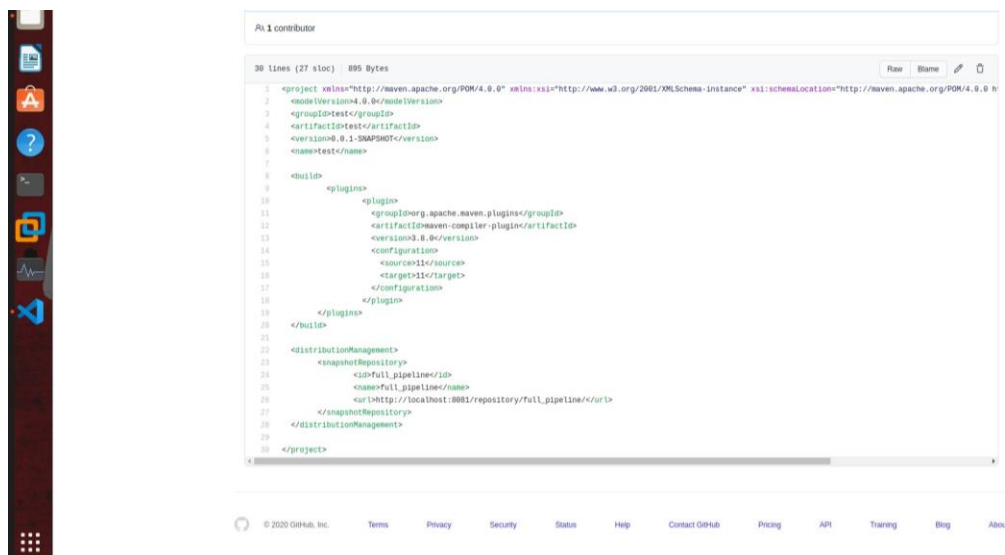 1 contributor
30 lines (27 sloc) 895 Bytes
Raw Blame
1 <project xmlns="http://maven.apache.org/POM/4.0.0" xmlns:xsi="http://www.w3.org/2001/XMLSchema-instance" xsi:schemaLocation="http://maven.apache.org/POM/4.0.0 h
2 <modelVersion>4.0.0</modelVersion>
3 <groupId>test</groupId>
4 <artifactId>test</artifactId>
5 <version>0.0.1-SNAPSHOT</version>
6 <name>test</name>
7
8 <build>
9 <plugins>
10 <plugin>
11 <groupId>org.apache.maven.plugins</groupId>
12 <artifactId>maven-compiler-plugin</artifactId>
13 <version>3.8.0</version>
14 <configuration>
15 <source>11</source>
16 <target>11</target>
17 </configuration>
18 </plugin>
19 </plugins>
20 </build>
21
22 <distributionManagement>
23 <snapshotRepository>
24 <id>full_pipeline</id>
25 <name>full_pipeline</name>
26 <url>http://localhost:8081/repository/full_pipeline/</url>
27 </snapshotRepository>
28 </distributionManagement>
29
30 </project>
© 2020 GitHub, Inc. Terms Privacy Security Status Help Contact GitHub Pricing API Training Blog Abou